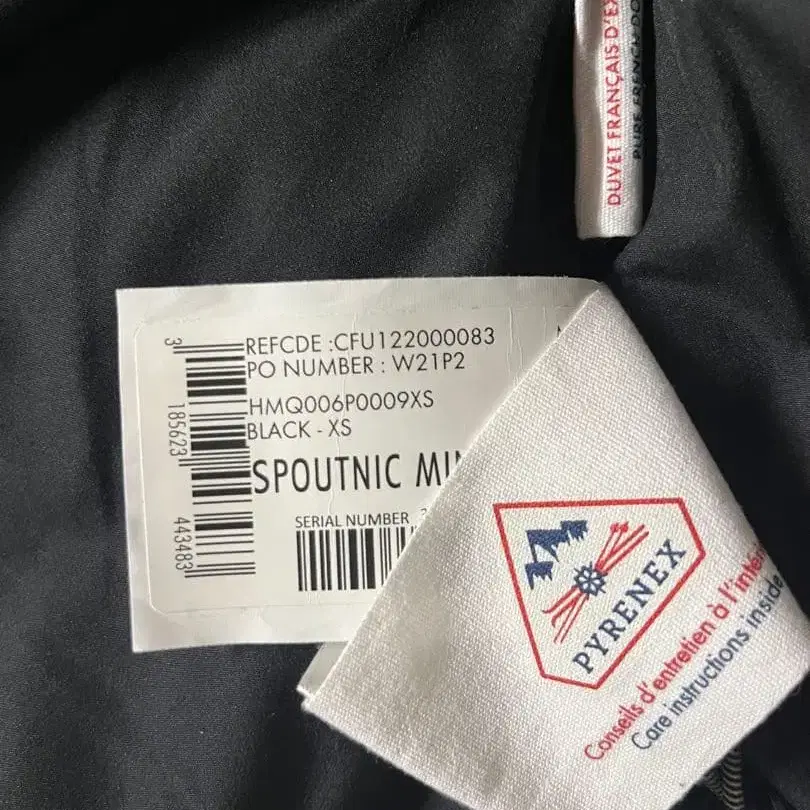 DUVET FRANÇAIS D'EX
PURE FRENCH DO
REFCDE :CFU122000083
PO NUMBER : W21P2
HMQ006P0009XS
BLACK - XS
SPOUTNIC MI
SERIAL NUMBER
3 185623 443483
PYRENEX
Conseils d'entretien à l'intéri
Care instructions inside